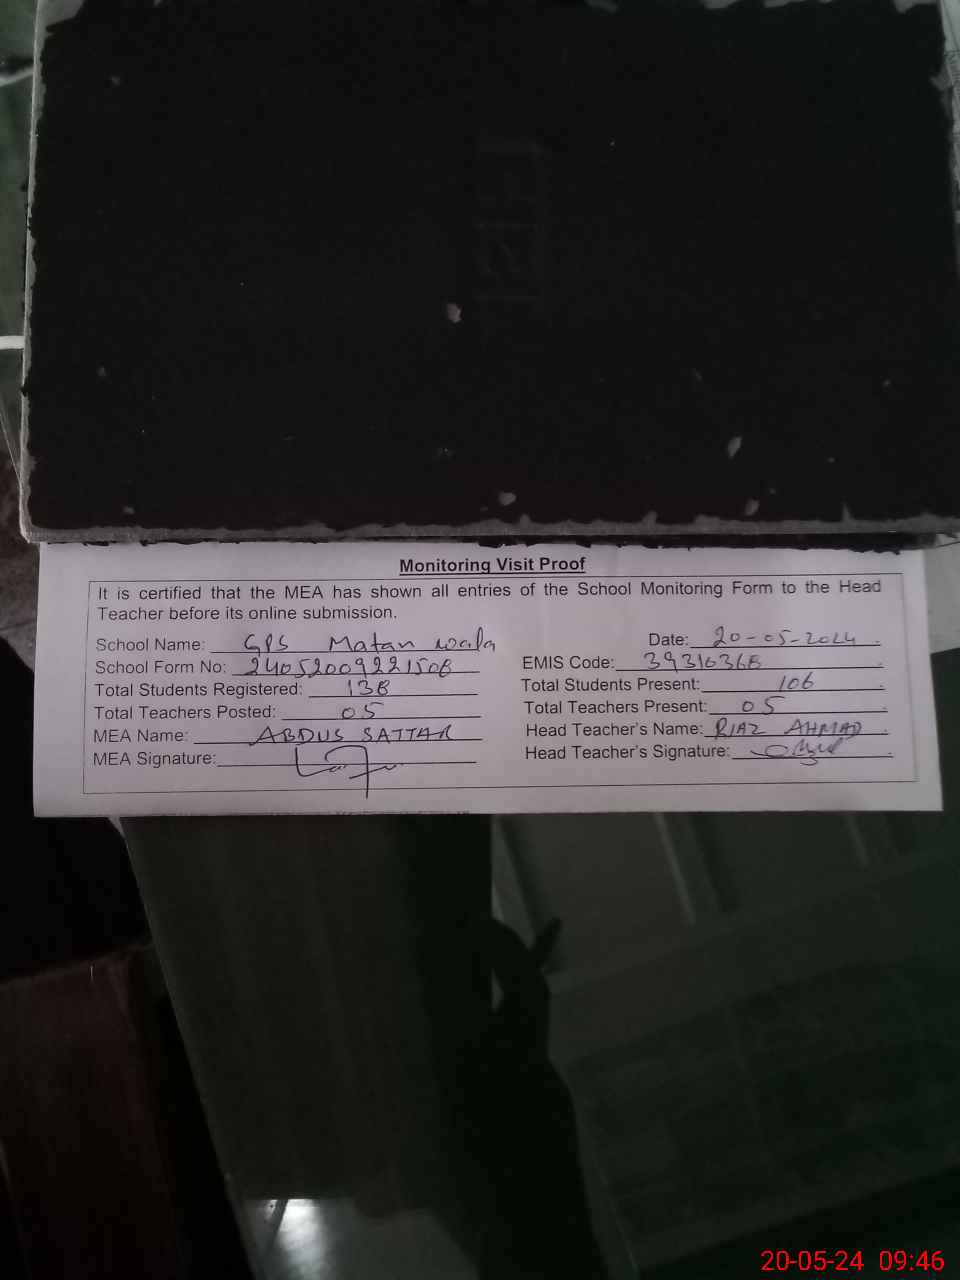 Monitoring Visit Proof
It is certified that the MEA has shown all entries of the School Monitoring Form to the Head
Teacher before its online submission.
School Name: GPS Matan wala Date: 20-05-2024
School Form No: 24052009221508 EMIS Code: 39310368
Total Students Registered: 138 Total Students Present: 106
Total Teachers Posted: 05 Total Teachers Present: 05
MEA Name: ABDUS SATTAR Head Teacher's Name: RIAZ AHMAD
MEA Signature: Head Teacher's Signature:
20-05-24 09:46